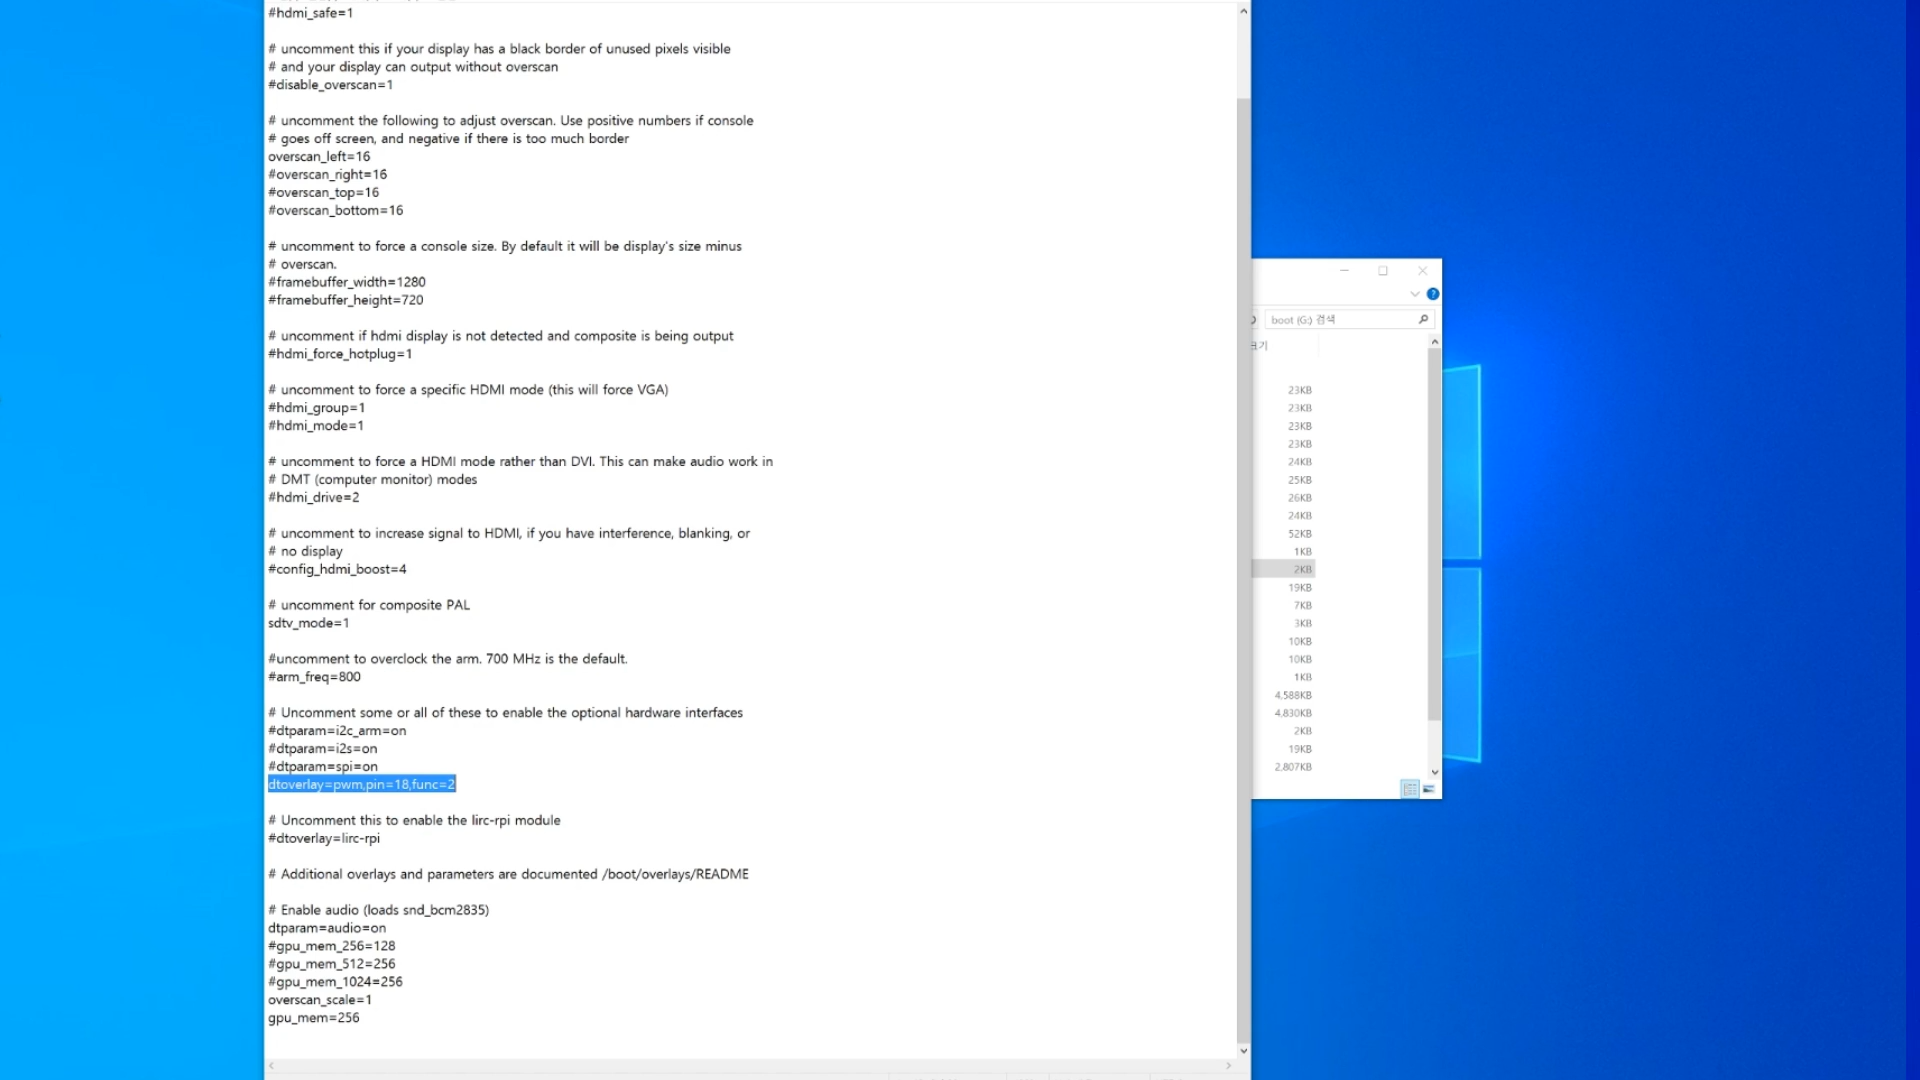 #hdmi_safe=1
# uncomment this if your display has a black border of unused pixels visible
# and your display can output without overscan
#disable_overscan=1
# uncomment the following to adjust overscan. Use positive numbers if console
# goes off screen, and negative if there is too much border
overscan_left=16
#overscan_right=16
#overscan_top=16
#overscan_bottom=16
# uncomment to force a console size. By default it will be display's size minus
# overscan.
#framebuffer_width=1280
#framebuffer_height=720
# uncomment if hdmi display is not detected and composite is being output
#hdmi_force_hotplug=1
# uncomment to force a specific HDMI mode (this will force VGA)
#hdmi_group=1
#hdmi_mode=1
# uncomment to force a HDMI mode rather than DVI. This can make audio work in
# DMT (computer monitor) modes
#hdmi_drive=2
# uncomment to increase signal to HDMI, if you have interference, blanking, or
# no display
#config_hdmi_boost=4
# uncomment for composite PAL
sdtv_mode=1
#uncomment to overclock the arm. 700 MHz is the default.
#arm_freq=800
# Uncomment some or all of these to enable the optional hardware interfaces
#dtparam=i2c_arm=on
#dtparam=i2s=on
#dtparam=spi=on
dtoverlay=pwm,pin=18,func=2
# Uncomment this to enable the lirc-rpi module
#dtoverlay=lirc-rpi
# Additional overlays and parameters are documented /boot/overlays/README
# Enable audio (loads snd_bcm2835)
dtparam=audio=on
#gpu_mem_256=128
#gpu_mem_512=256
#gpu_mem_1024=256
overscan_scale=1
gpu_mem=256
boot (G:) 검색
크기
23KB
23KB
23KB
23KB
24KB
25KB
26KB
24KB
52KB
1KB
2KB
19KB
7KB
3KB
10KB
10KB
1KB
4,588KB
4,830KB
2KB
19KB
2,807KB